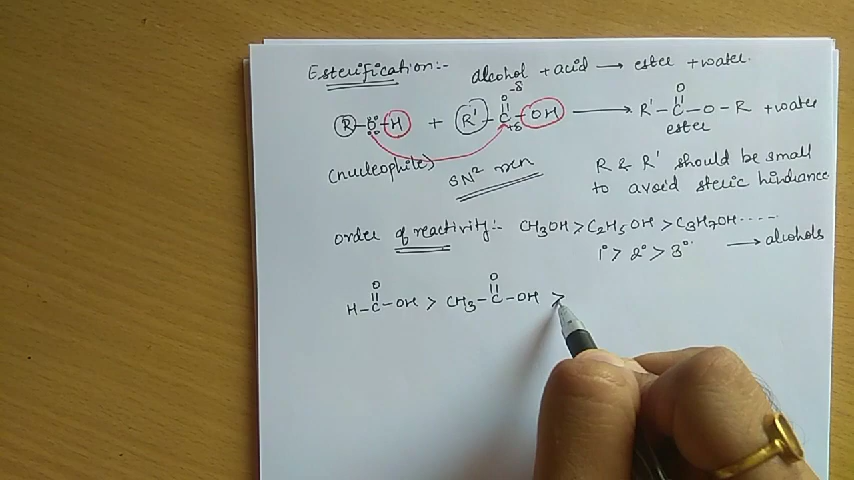 Esterification:-
alcohol + acid → ester + water.
R-O-H + R'-C(=O)-OH → R'-C(=O)-O-R + water
-δ
+δ
ester
(nucleophile)
SN² rxn
R & R' should be small
to avoid steric hindrance
order of reactivity:- CH3OH > C2H5OH > C3H7OH-----
1° > 2° > 3° → alcohols
H-C(=O)-OH > CH3-C(=O)-OH >